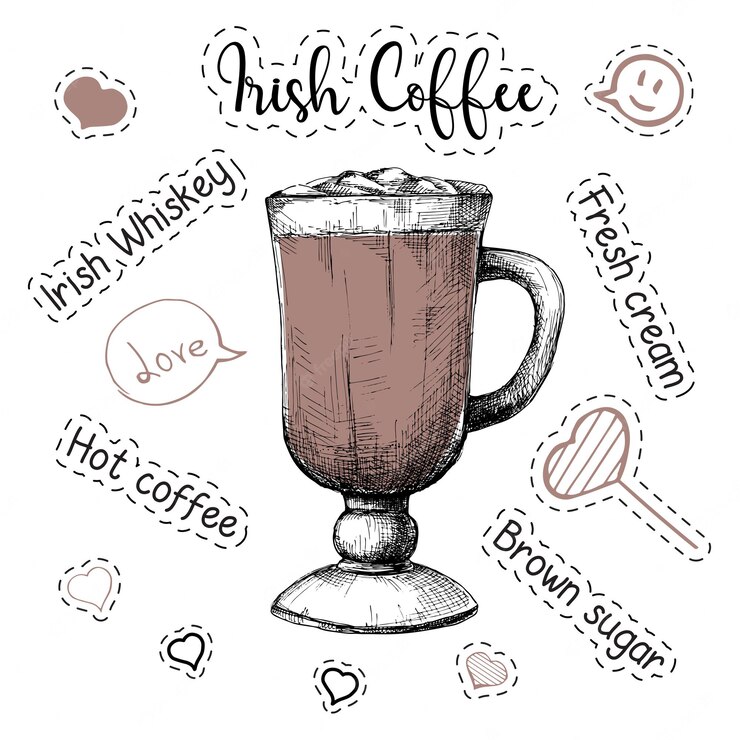 Irish Coffee
Irish Whiskey
Fresh cream
Love
Hot coffee
Brown sugar